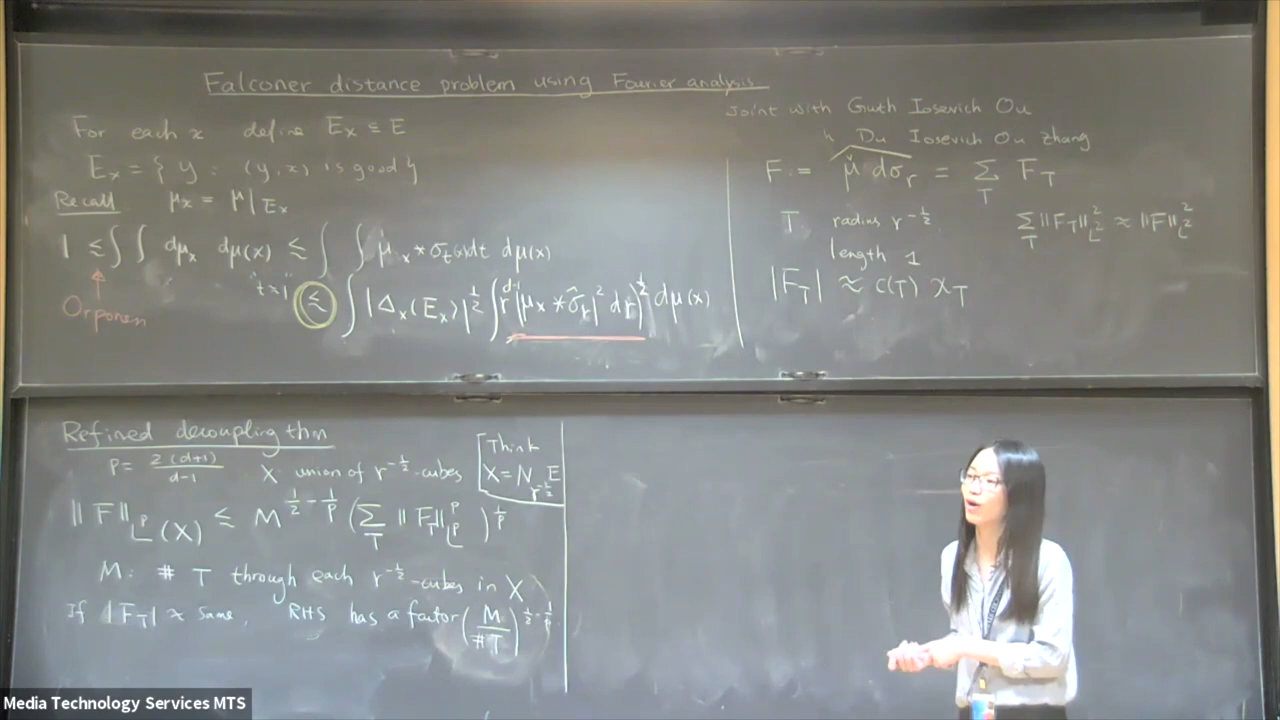 Falconer distance problem using Fourier analysis
For each x define E_x ⊆ E
E_x = { y : (y,x) is good }
Recall μ_x = μ|_{E_x}
1 ≲ ∫∫ dμ_x dμ(x) ≲ ∫∫ μ_x * σ_t(x)dt dμ(x)
Orponen
"t≈1" ≲ ∫ |Δ_x(E_x)|^{1/2} ∫ r^{d-1} |μ_x * σ̂_r|^2 dr)^{1/2} dμ(x)
Joint with Guth Iosevich Ou
" Du Iosevich Ou Zhang
F := μ̌ dσ_r = Σ_T F_T
T radius r^{-1/2}
length 1
Σ_T ||F_T||^2_{L^2} ≈ ||F||^2_{L^2}
|F_T| ≈ c(T) χ_T
Refined decoupling thm
P = 2(d+1)/(d-1) X: union of r^{-1/2}-cubes
[Think
X = N_{r^{-1/2}} E
||F||_{L^p(X)} ≲ M^{1/2 - 1/p} (Σ_T ||F_T||^p_{L^p})^{1/p}
M: # T through each r^{-1/2}-cubes in X
If |F_T| ≈ same, RHS has a factor (M/#T)^{1/2 - 1/p}
Media Technology Services MTS